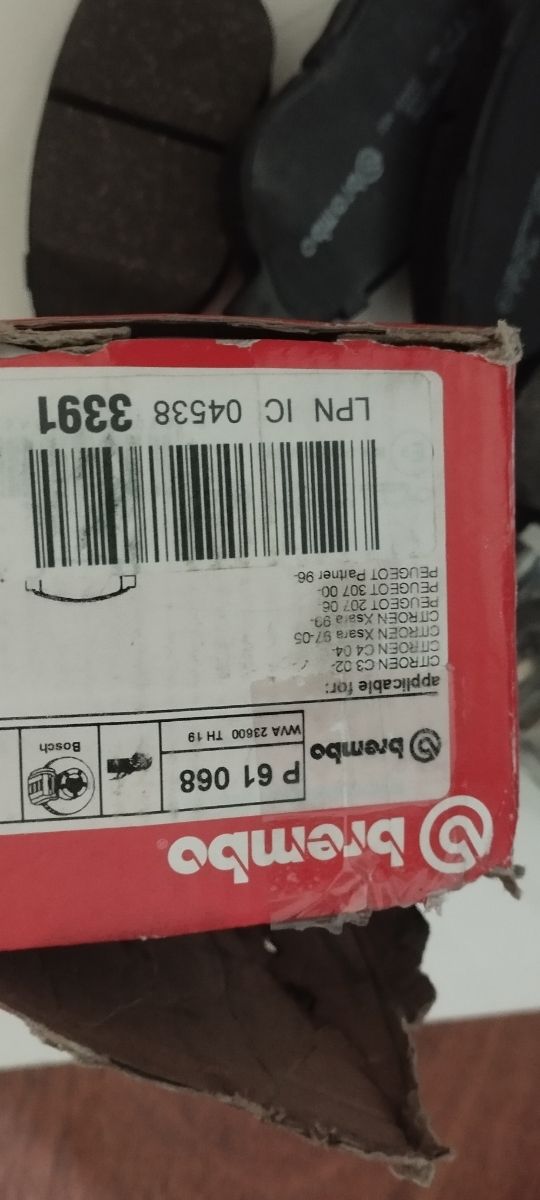 brembo
brembo
P 61 068
WVA 23600 TH 19
Bosch
applicable for:
CITROEN C3 02-
CITROEN C4 04-
CITROEN Xsara 97-05
CITROEN Xsara 99-
PEUGEOT 207 06-
PEUGEOT 307 00-
PEUGEOT Partner 96-
LPN IC 04538 3391
brembo